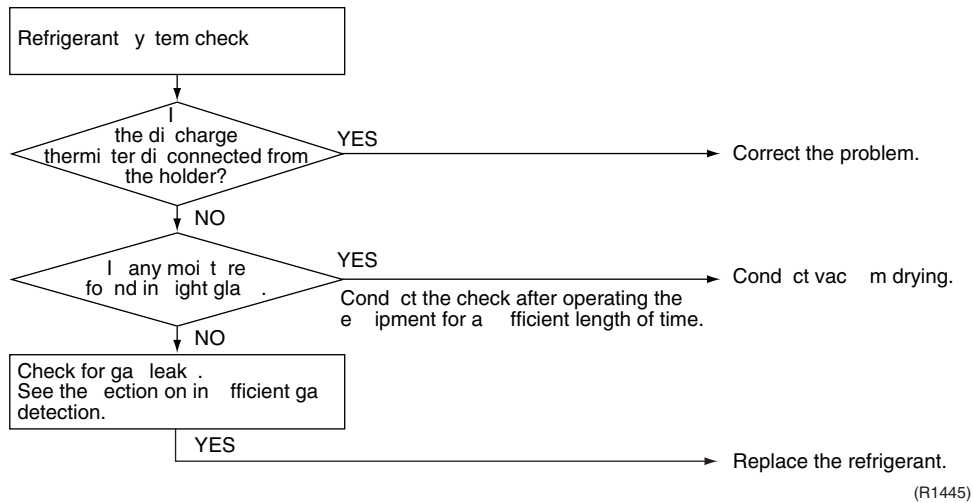 Refrigerant y tem check
I
the di charge
thermi ter di connected from
the holder?
YES
Correct the problem.
NO
I any moi t re
fo nd in ight gla .
YES
Cond ct vac m drying.
Cond ct the check after operating the
e ipment for a fficient length of time.
NO
Check for ga leak .
See the ection on in fficient ga
detection.
YES
Replace the refrigerant.
(R1445)